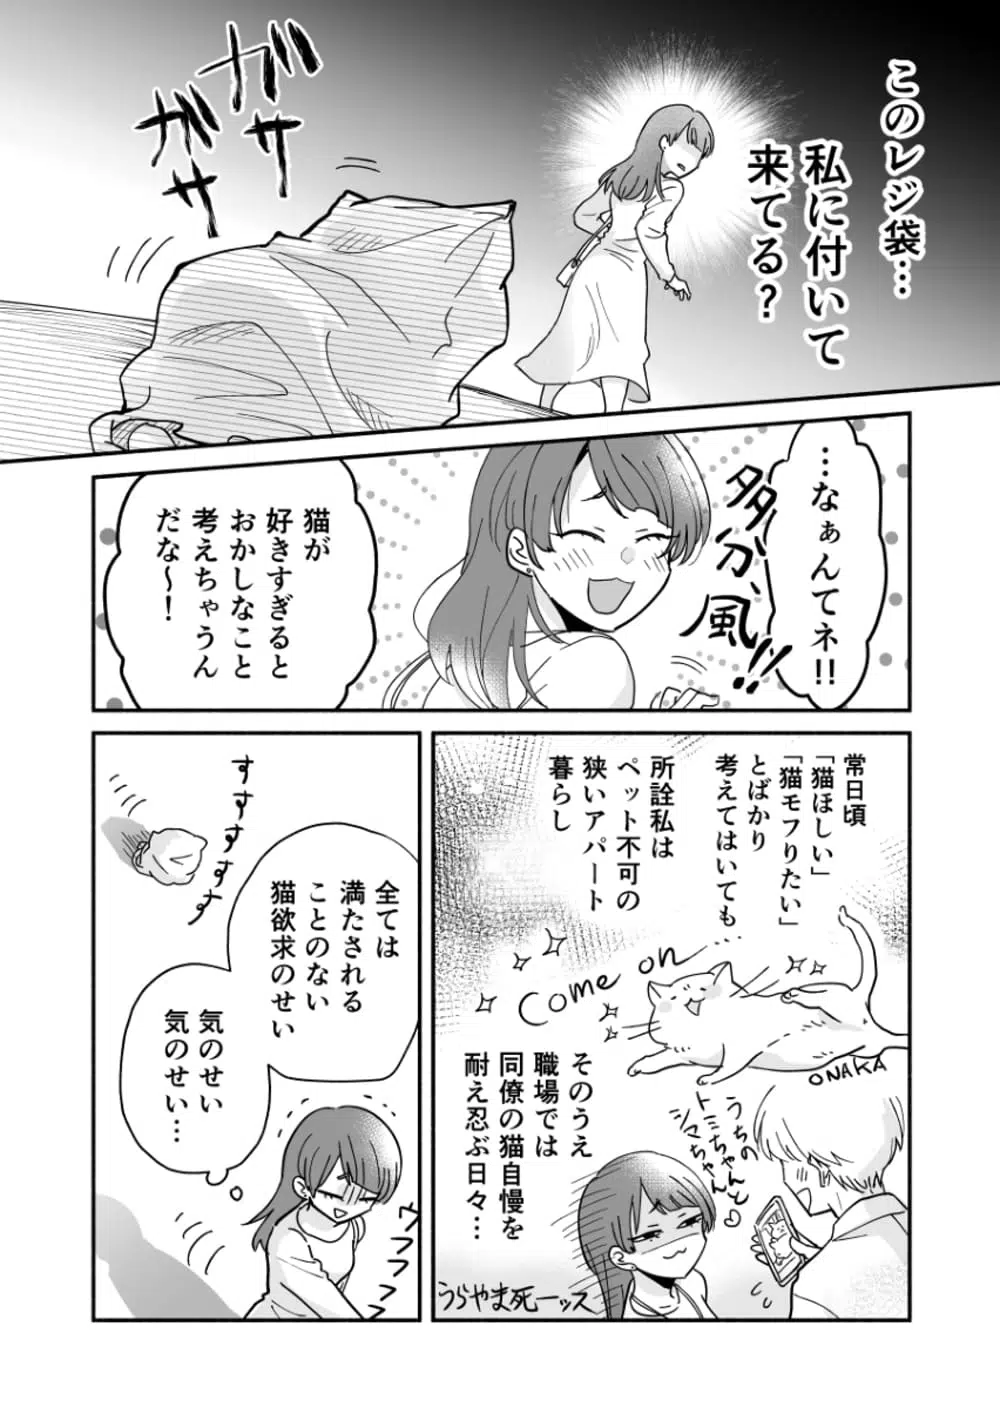 このレジ袋…
私に付いて
来てる？
ガサ
ガサ
…なぁんてネ!!
多分、
風!!
猫が
好きすぎると
おかしなこと
考えちゃうん
だな〜！
常日頃
「猫ほしい」
「猫モフりたい」
とばかり
考えてはいても
所詮私は
ペット不可の
狭いアパート
暮らし
Come on
ONAKA
そのうえ
職場では
同僚の猫自慢を
耐え忍ぶ日々…
うちの
トミちゃんと
シマちゃん♡
うらやま死ーッス
すすすすすす
全ては
満たされる
ことのない
猫欲求のせい
気のせい
気のせい…
ウフフフフ